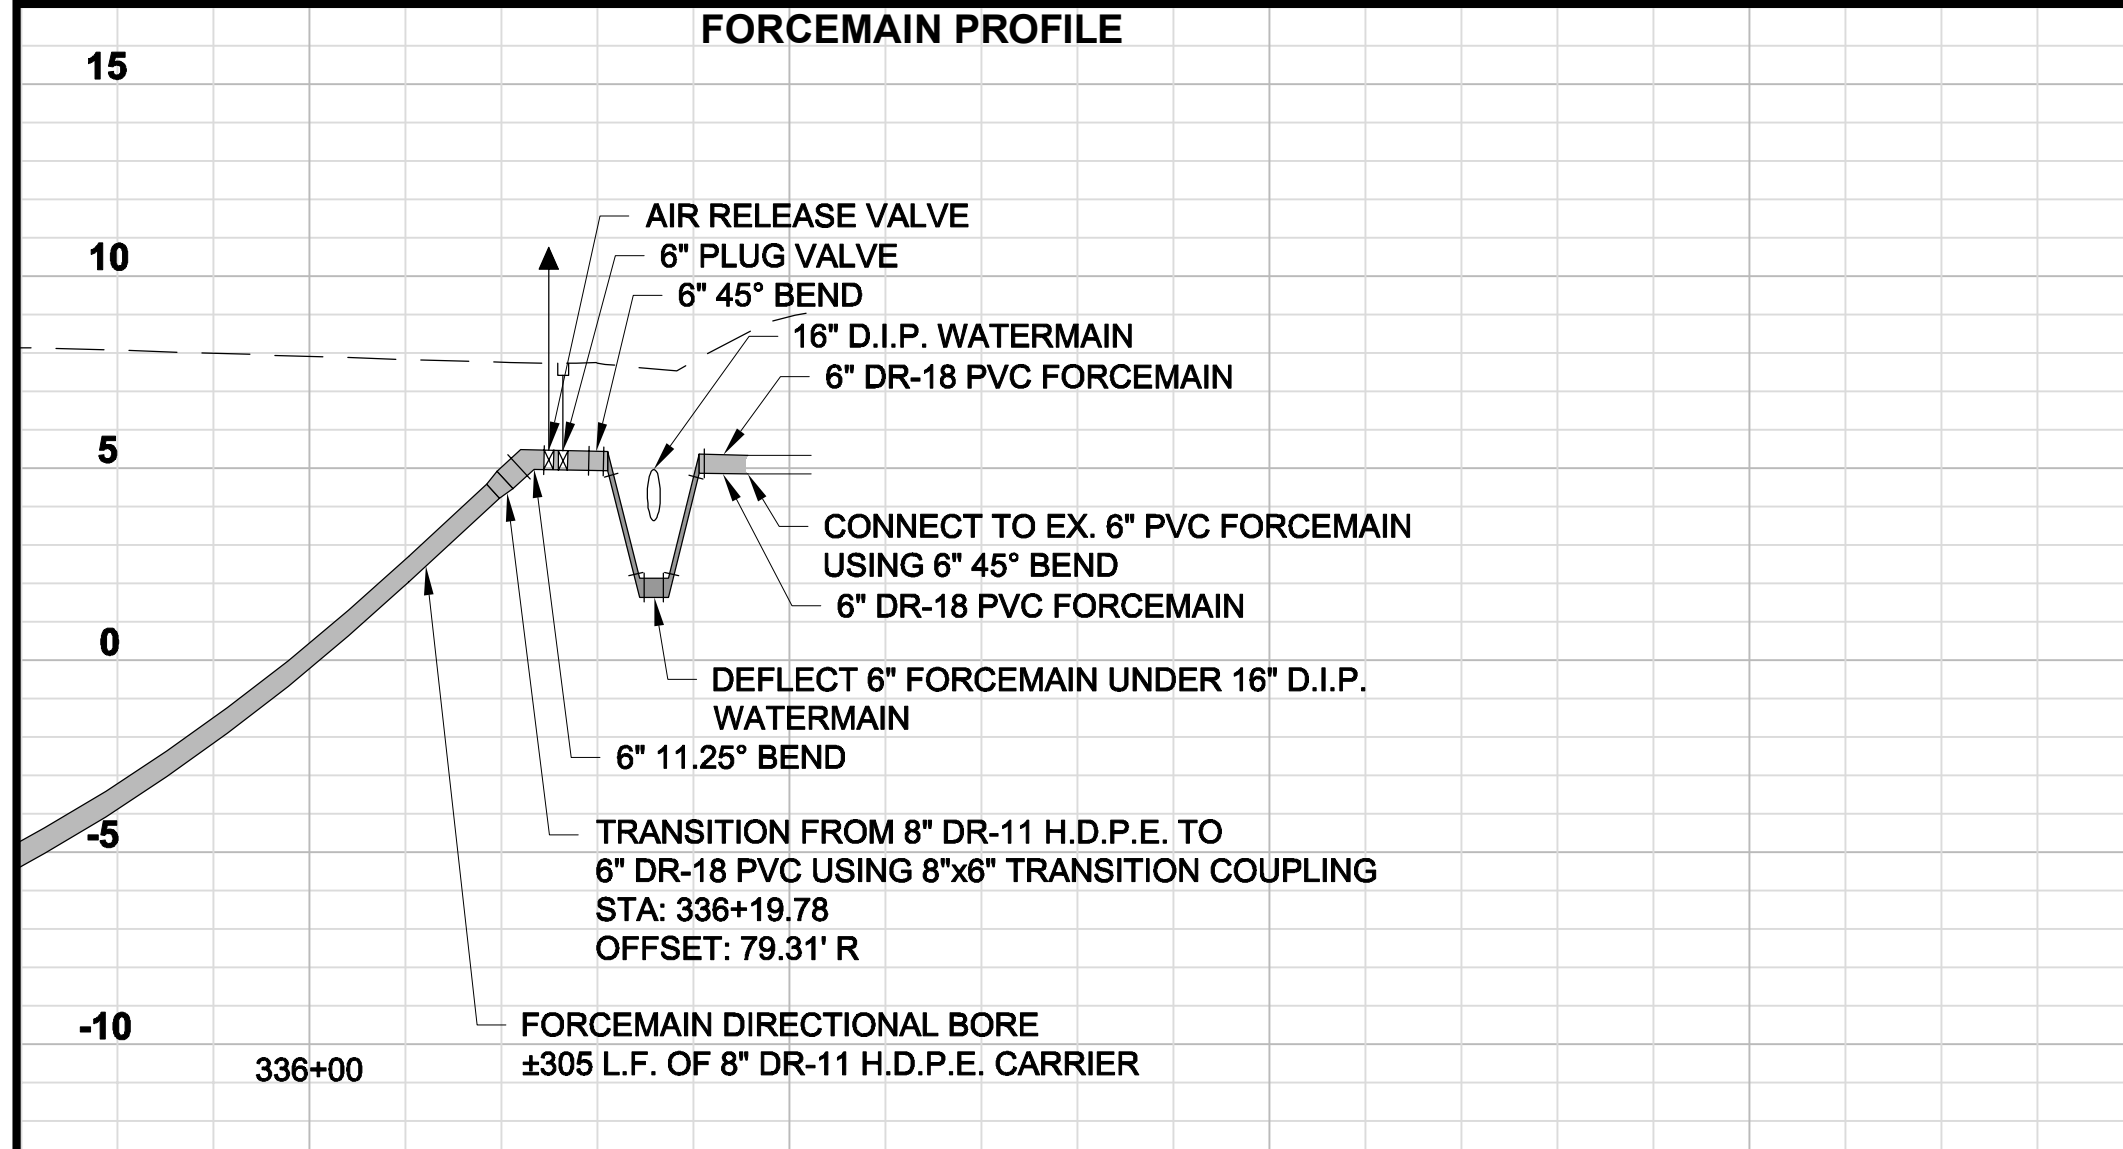 FORCEMAIN PROFILE
15
10
5
0
-5
-10
336+00
AIR RELEASE VALVE
6" PLUG VALVE
6" 45° BEND
16" D.I.P. WATERMAIN
6" DR-18 PVC FORCEMAIN
CONNECT TO EX. 6" PVC FORCEMAIN
USING 6" 45° BEND
6" DR-18 PVC FORCEMAIN
DEFLECT 6" FORCEMAIN UNDER 16" D.I.P.
WATERMAIN
6" 11.25° BEND
TRANSITION FROM 8" DR-11 H.D.P.E. TO
6" DR-18 PVC USING 8"x6" TRANSITION COUPLING
STA: 336+19.78
OFFSET: 79.31' R
FORCEMAIN DIRECTIONAL BORE
±305 L.F. OF 8" DR-11 H.D.P.E. CARRIER